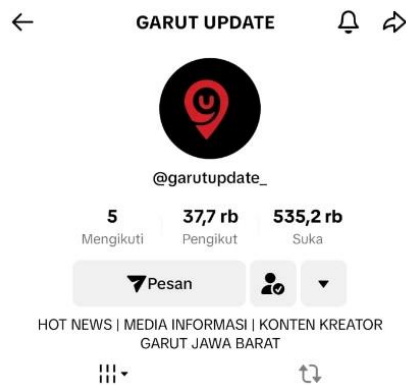 GARUT UPDATE
@garutupdate_
5 37,7 rb 535,2 rb
Mengikuti Pengikut Suka
Pesan
HOT NEWS | MEDIA INFORMASI | KONTEN KREATOR
GARUT JAWA BARAT